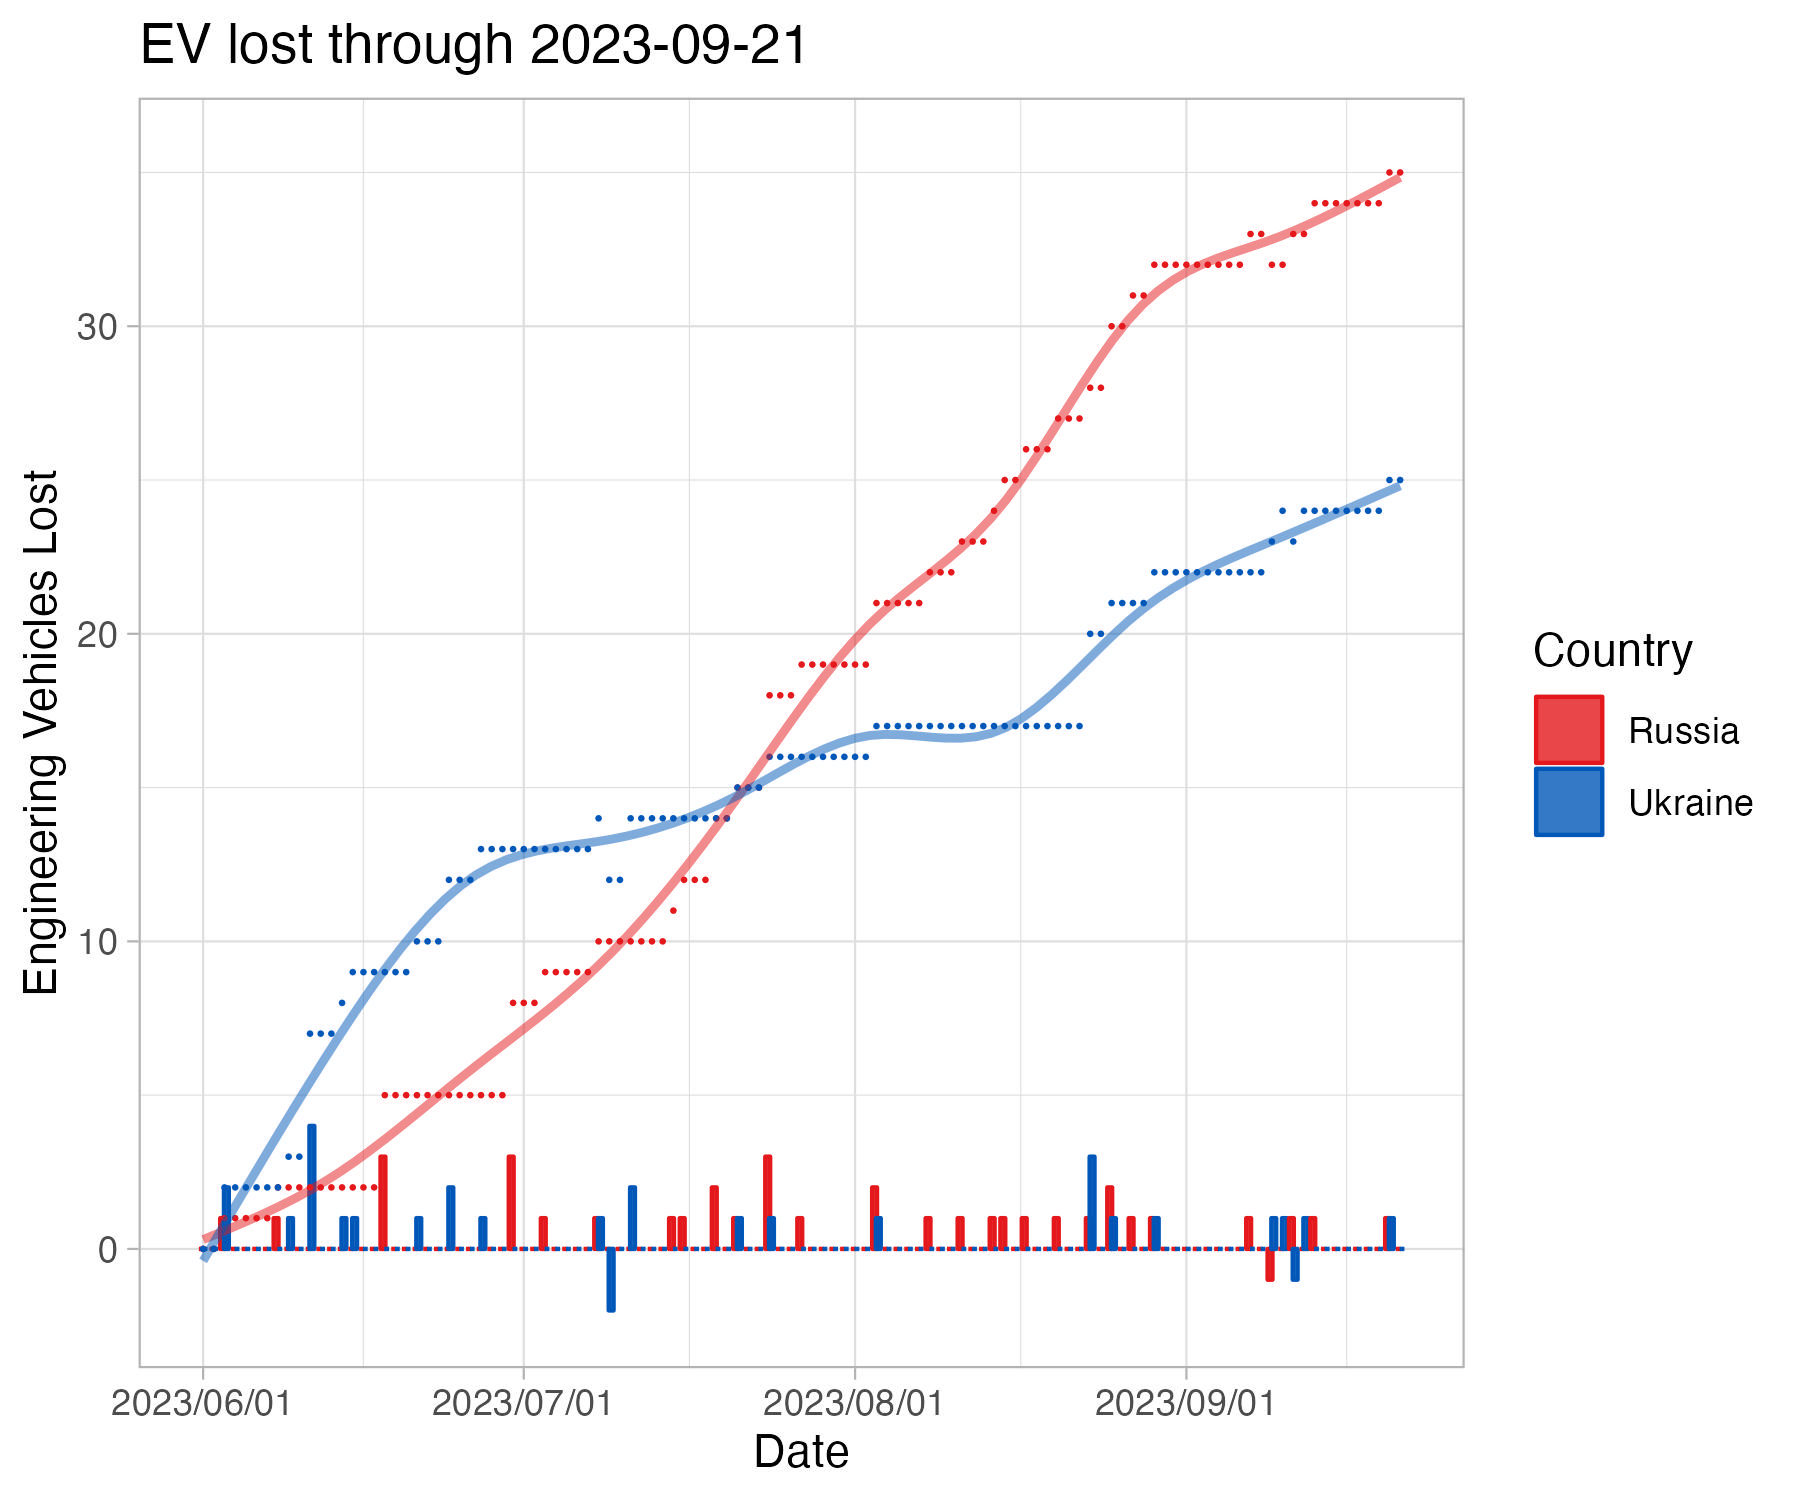 EV lost through 2023-09-21
Engineering Vehicles Lost
30
20
10
0
2023/06/01
2023/07/01
2023/08/01
2023/09/01
Date
Country
Russia
Ukraine